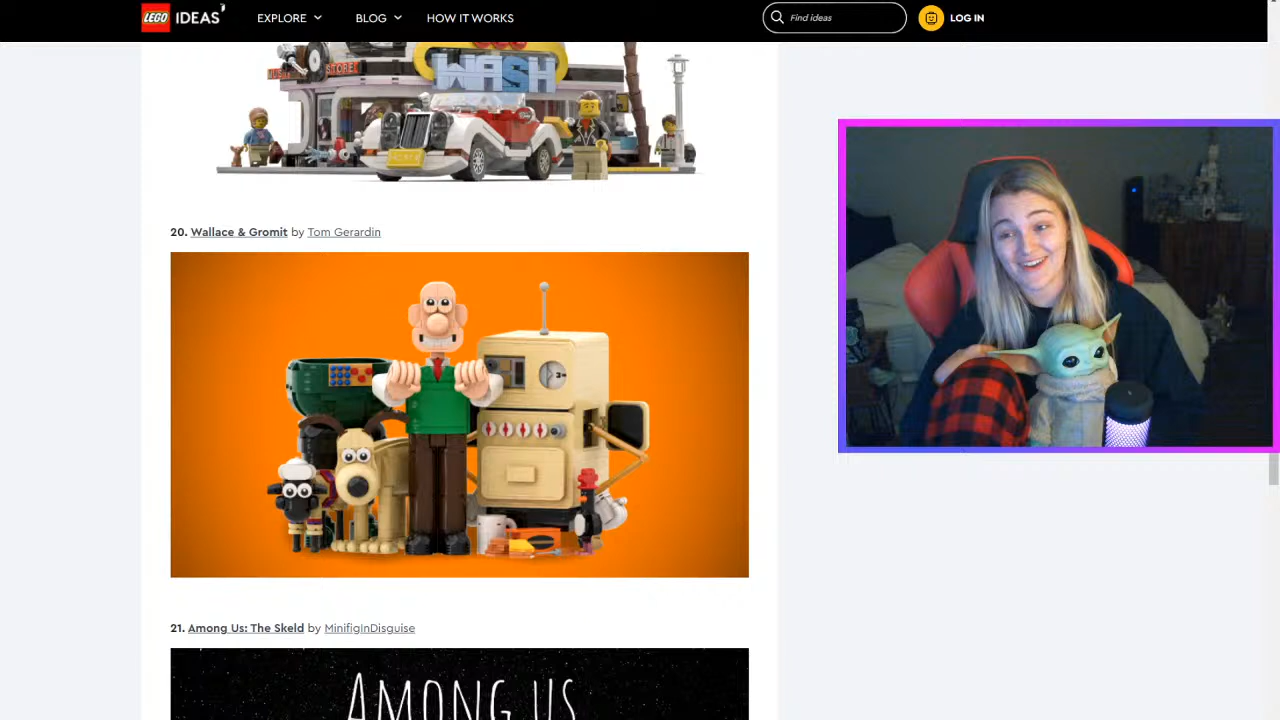 LEGO IDEAS EXPLORE BLOG HOW IT WORKS Find ideas LOG IN
STORE!
WASH
20. Wallace & Gromit by Tom Gerardin
21. Among Us: The Skeld by MinifigInDisguise
AMONG US